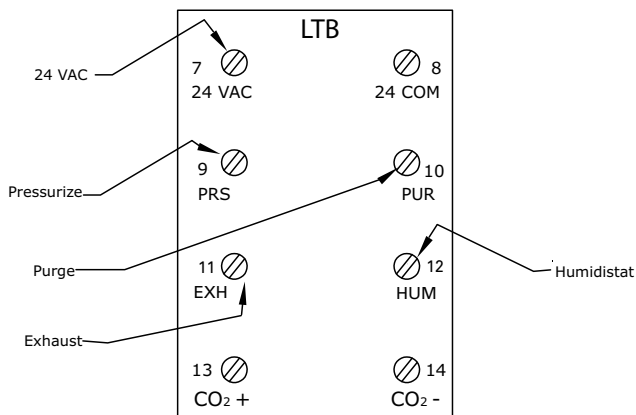 LTB
24 VAC
7
8
24 VAC
24 COM
Pressurize
9
10
PRS
PUR
Purge
11
12
EXH
HUM
Humidistat
Exhaust
13
14
CO₂ +
CO₂ -